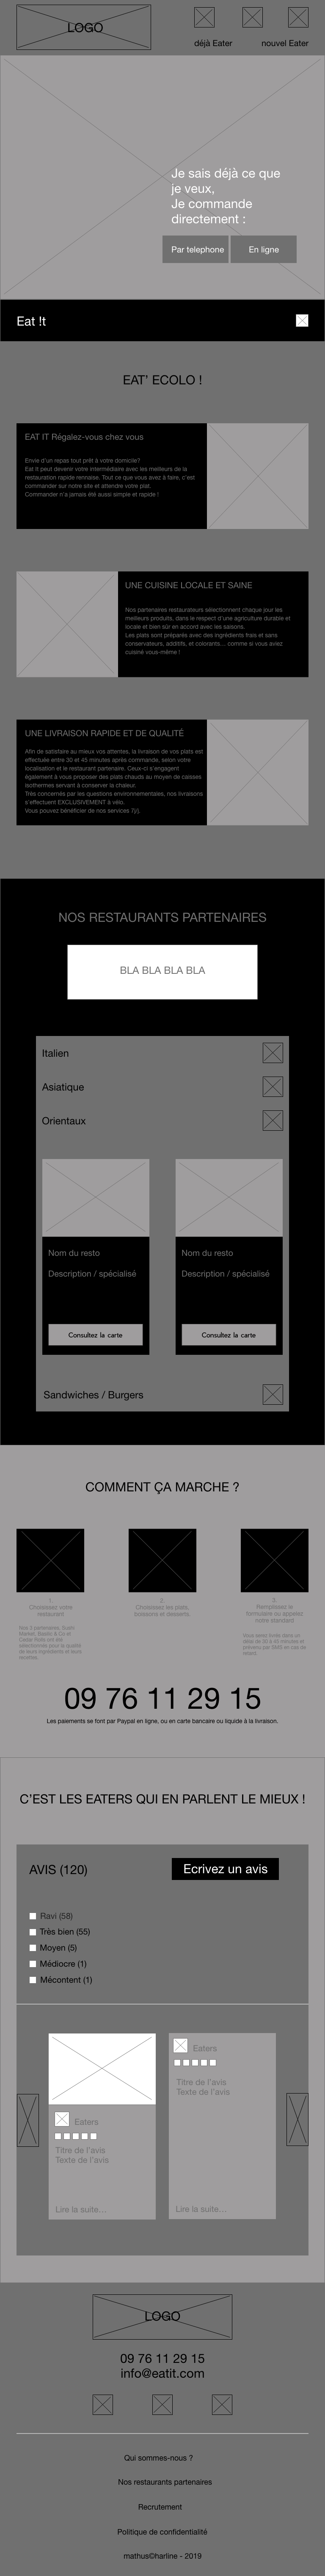 LOGO
déjà Eater
nouvel Eater
Je sais déjà ce que
je veux,
Je commande
directement :
Par telephone
En ligne
Eat !t
EAT' ECOLO !
EAT IT Régalez-vous chez vous
Envie d'un repas tout prêt à votre domicile?
Eat It peut devenir votre intermédiaire avec les meilleurs de la
restauration rapide rennaise. Tout ce que vous avez à faire, c'est
commander sur notre site et attendre votre plat.
Commander n'a jamais été aussi simple et rapide !
UNE CUISINE LOCALE ET SAINE
Nos partenaires restaurateurs sélectionnent chaque jour les
meilleurs produits, dans le respect d'une agriculture durable et
locale et bien sûr en accord avec les saisons.
Les plats sont préparés avec des ingrédients frais et sans
conservateurs, additifs, et colorants... comme si vous aviez
cuisiné vous-même !
UNE LIVRAISON RAPIDE ET DE QUALITÉ
Afin de satisfaire au mieux vos attentes, la livraison de vos plats est
effectuée entre 30 et 45 minutes après commande, selon votre
localisation et le restaurant partenaire. Ceux-ci s'engagent
également à vous proposer des plats chauds au moyen de caisses
isothermes servant à conserver la chaleur.
Très concernés par les questions environnementales, nos livraisons
s'effectuent EXCLUSIVEMENT à vélo.
Vous pouvez bénéficier de nos services 7j/j.
NOS RESTAURANTS PARTENAIRES
BLA BLA BLA BLA
Italien
Asiatique
Orientaux
Nom du resto
Description / spécialisé
Consultez la carte
Nom du resto
Description / spécialisé
Consultez la carte
Sandwiches / Burgers
COMMENT ÇA MARCHE ?
1.
Choisissez votre
restaurant
Nos 3 partenaires, Sushi
Market, Basilic & Co et
ont été
sélectionnés pour la qualité
de leurs ingrédients et leurs
recettes.
2.
Choisissez les plats,
boissons et desserts.
3.
Remplissez le
formulaire ou appelez
notre standard
Vous serez livrés dans un
délai de 30 à 45 minutes et
prévenu par SMS en cas de
retard.
09 76 11 29 15
Les paiements se font par Paypal en ligne, ou en carte bancaire ou liquide à la livraison.
C'EST LES EATERS QUI EN PARLENT LE MIEUX !
AVIS (120)
Ecrivez un avis
Ravi (58)
Très bien (55)
Moyen (5)
Médiocre (1)
Mécontent (1)
Eaters
Titre de l'avis
Texte de l'avis
Lire la suite...
Eaters
Titre de l'avis
Texte de l'avis
Lire la suite...
LOGO
09 76 11 29 15
info@eatit.com
Qui sommes-nous ?
Nos restaurants partenaires
Recrutement
Politique de confidentialité
mathus©harline - 2019